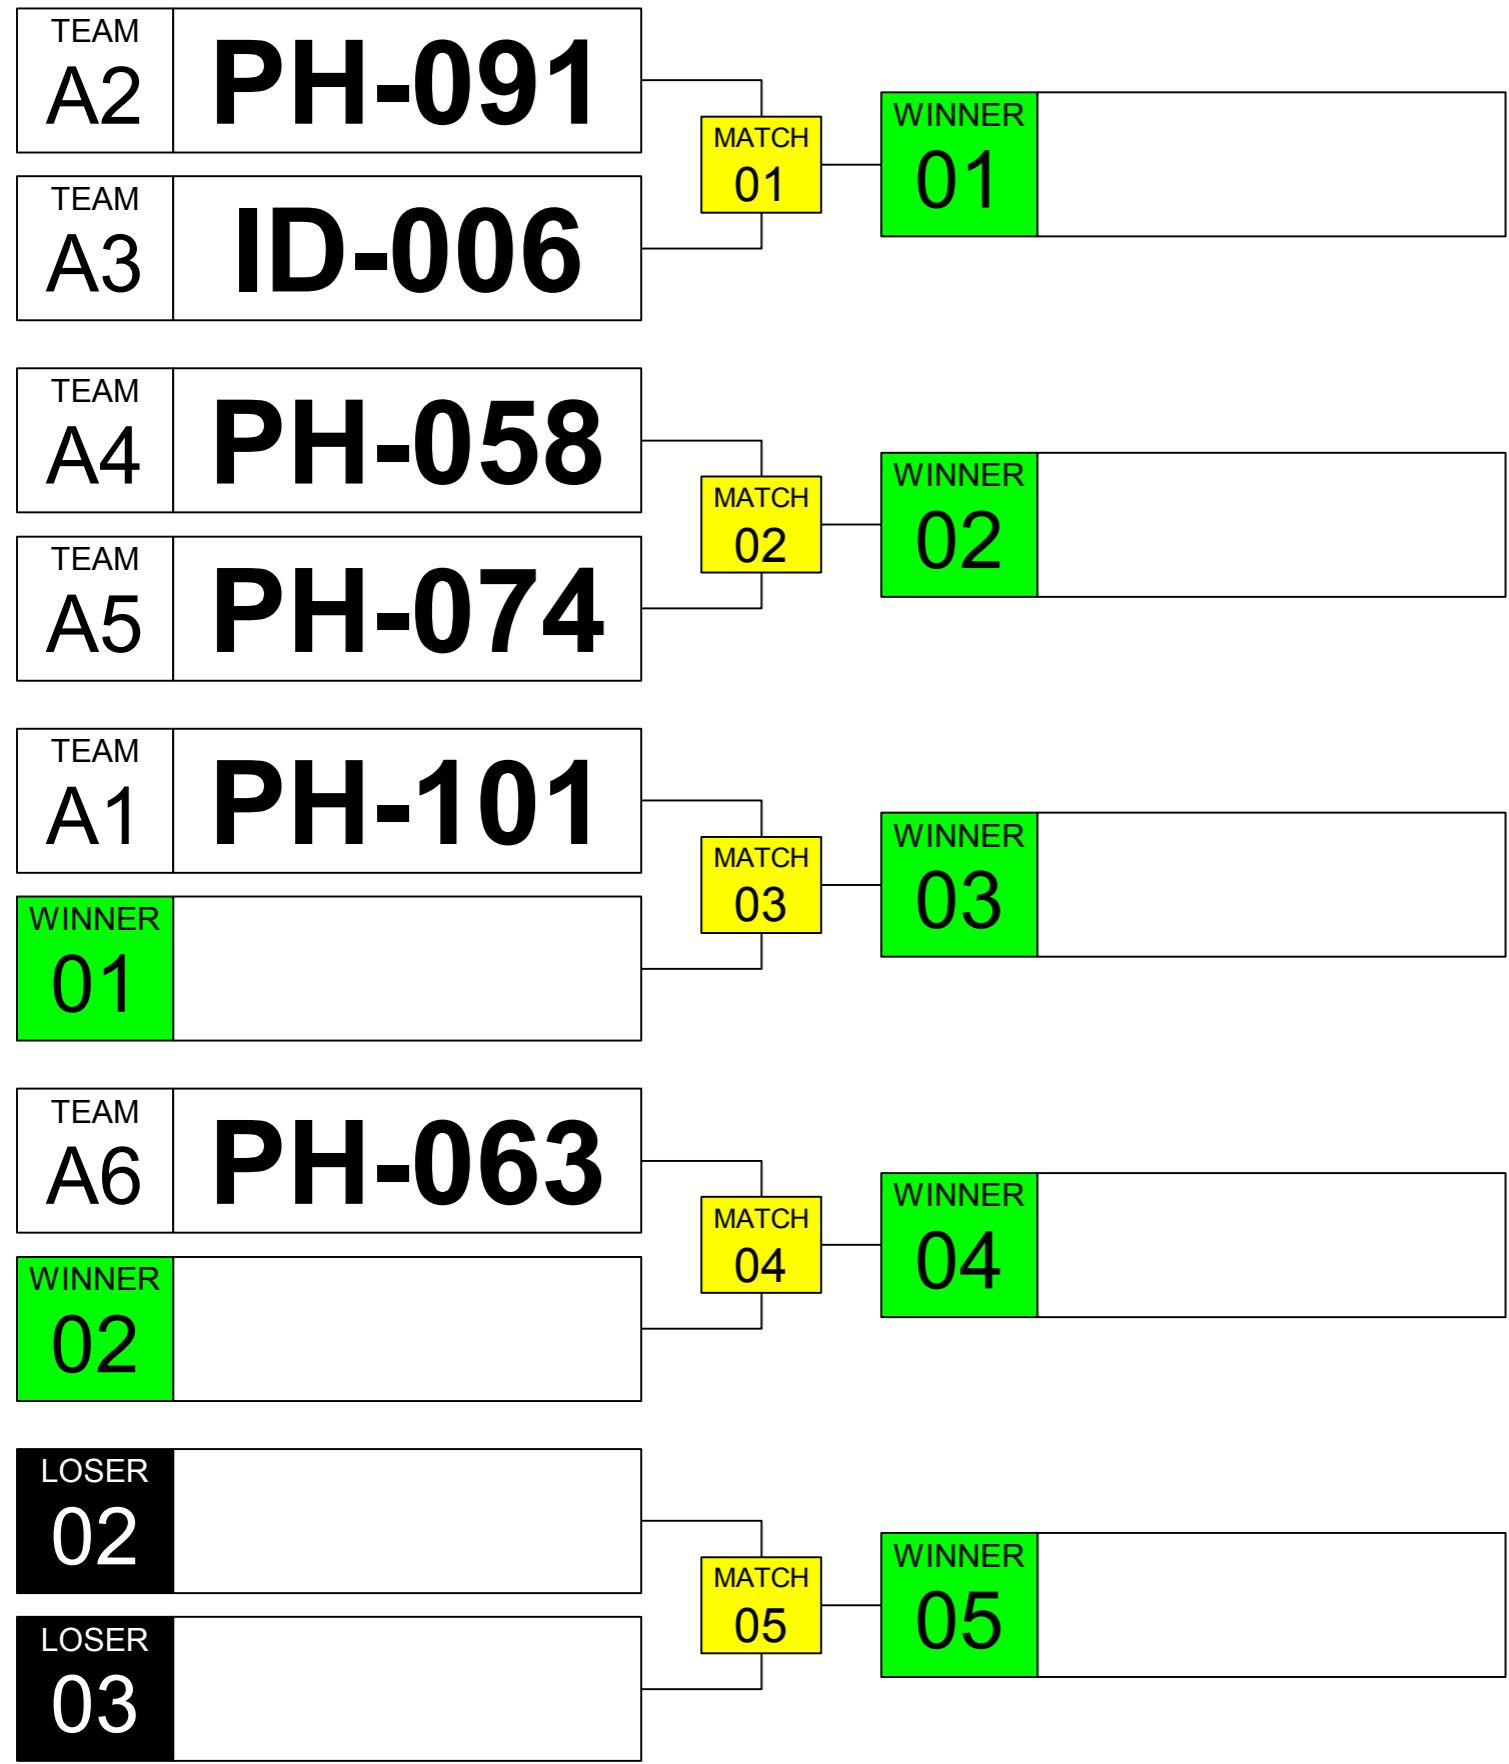 TEAM
A2
PH-091
TEAM
A3
ID-006
MATCH
01
WINNER
01
TEAM
A4
PH-058
TEAM
A5
PH-074
MATCH
02
WINNER
02
TEAM
A1
PH-101
WINNER
01
MATCH
03
WINNER
03
TEAM
A6
PH-063
WINNER
02
MATCH
04
WINNER
04
LOSER
02
LOSER
03
MATCH
05
WINNER
05